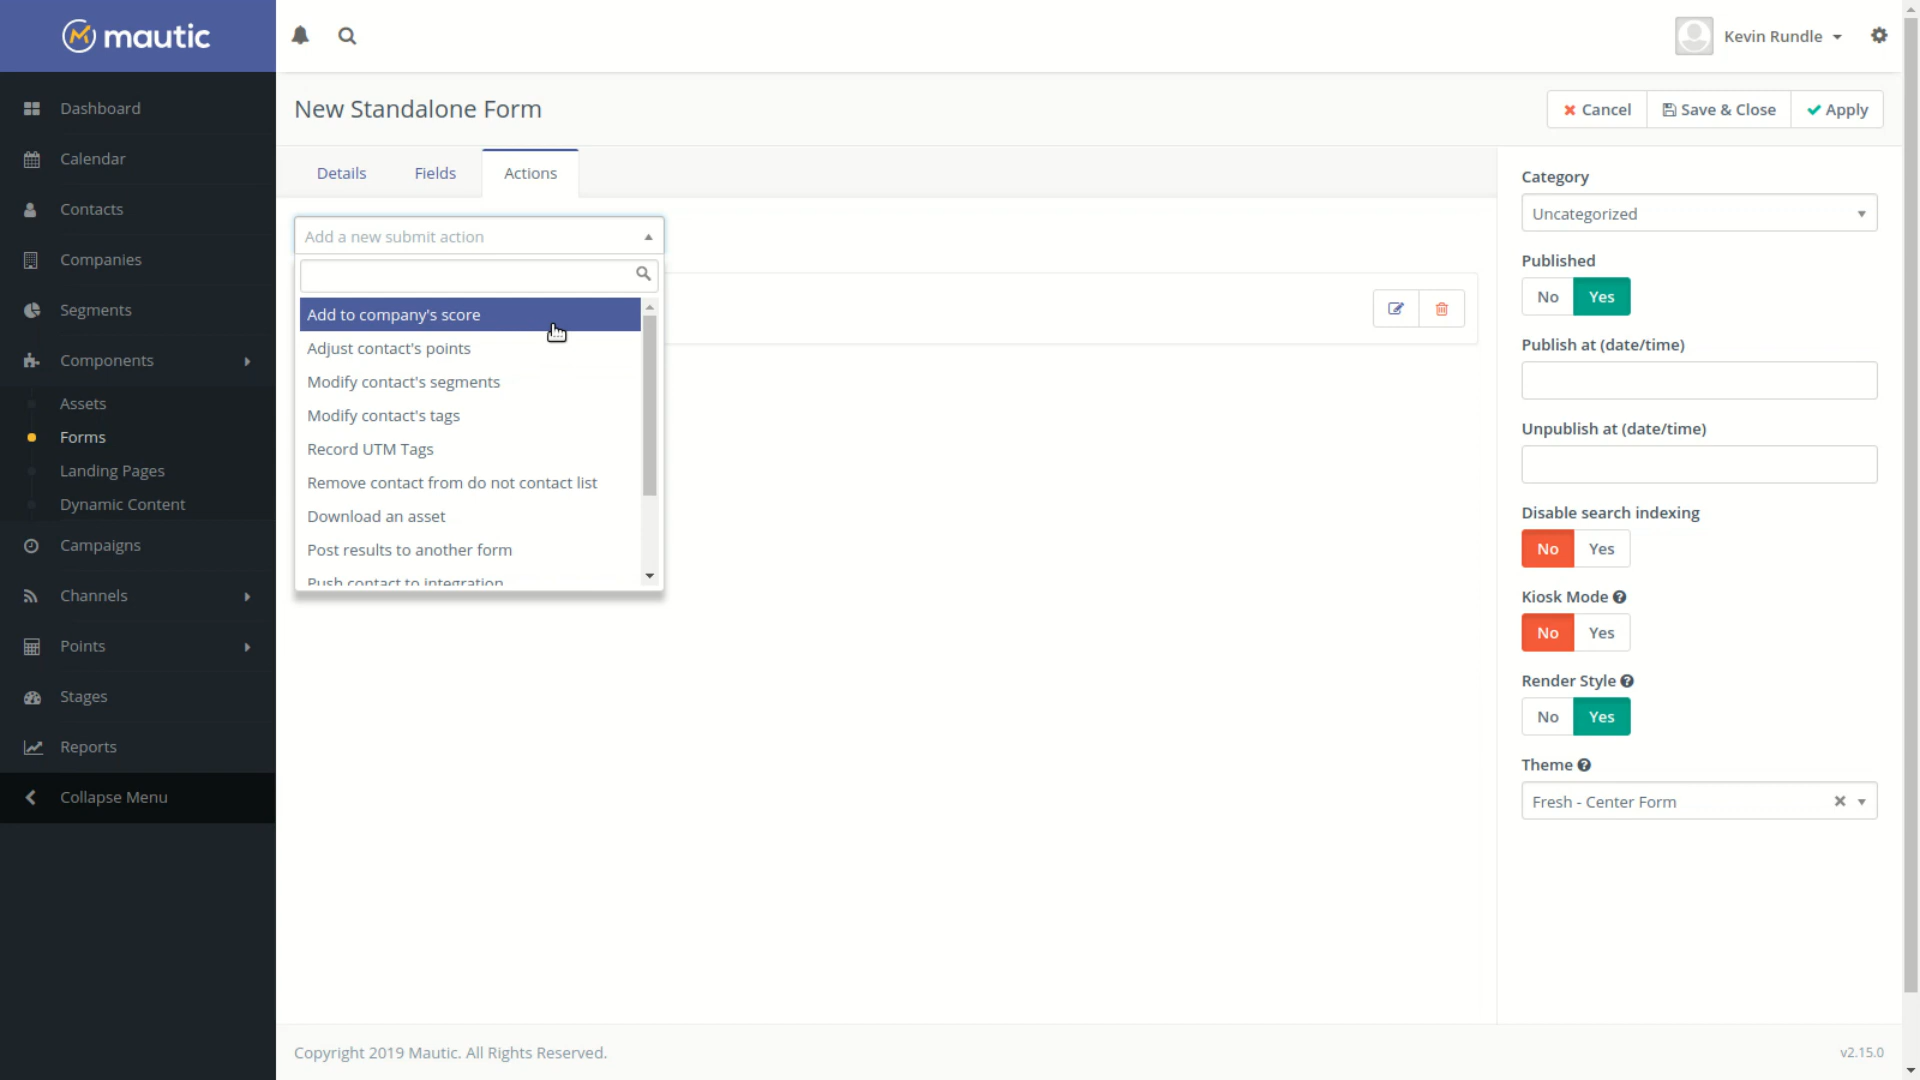 mautic
Kevin Rundle
Dashboard
Calendar
Contacts
Companies
Segments
Components
Assets
Forms
Landing Pages
Dynamic Content
Campaigns
Channels
Points
Stages
Reports
Collapse Menu
New Standalone Form
Cancel
Save & Close
Apply
Details
Fields
Actions
Add a new submit action
Add to company's score
Adjust contact's points
Modify contact's segments
Modify contact's tags
Record UTM Tags
Remove contact from do not contact list
Download an asset
Post results to another form
Push contact to integration
Category
Uncategorized
Published
No Yes
Publish at (date/time)
Unpublish at (date/time)
Disable search indexing
No Yes
Kiosk Mode
No Yes
Render Style
No Yes
Theme
Fresh - Center Form
Copyright 2019 Mautic. All Rights Reserved.
v2.15.0